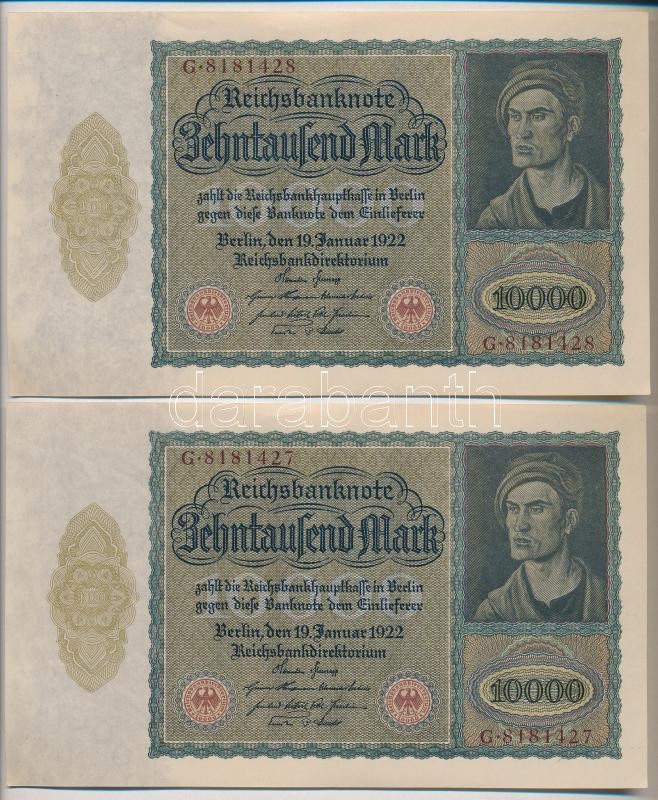 G·8181428
Reichsbanknote
Zehntausend Mark
zahlt die Reichsbankhauptkasse in Berlin
gegen diese Banknote dem Einlieferer
Berlin, den 19. Januar 1922
Reichsbankdirektorium
10000
G·8181428
darabanth
G·8181427
Reichsbanknote
Zehntausend Mark
zahlt die Reichsbankhauptkasse in Berlin
gegen diese Banknote dem Einlieferer
Berlin, den 19. Januar 1922
Reichsbankdirektorium
10000
G·8181427